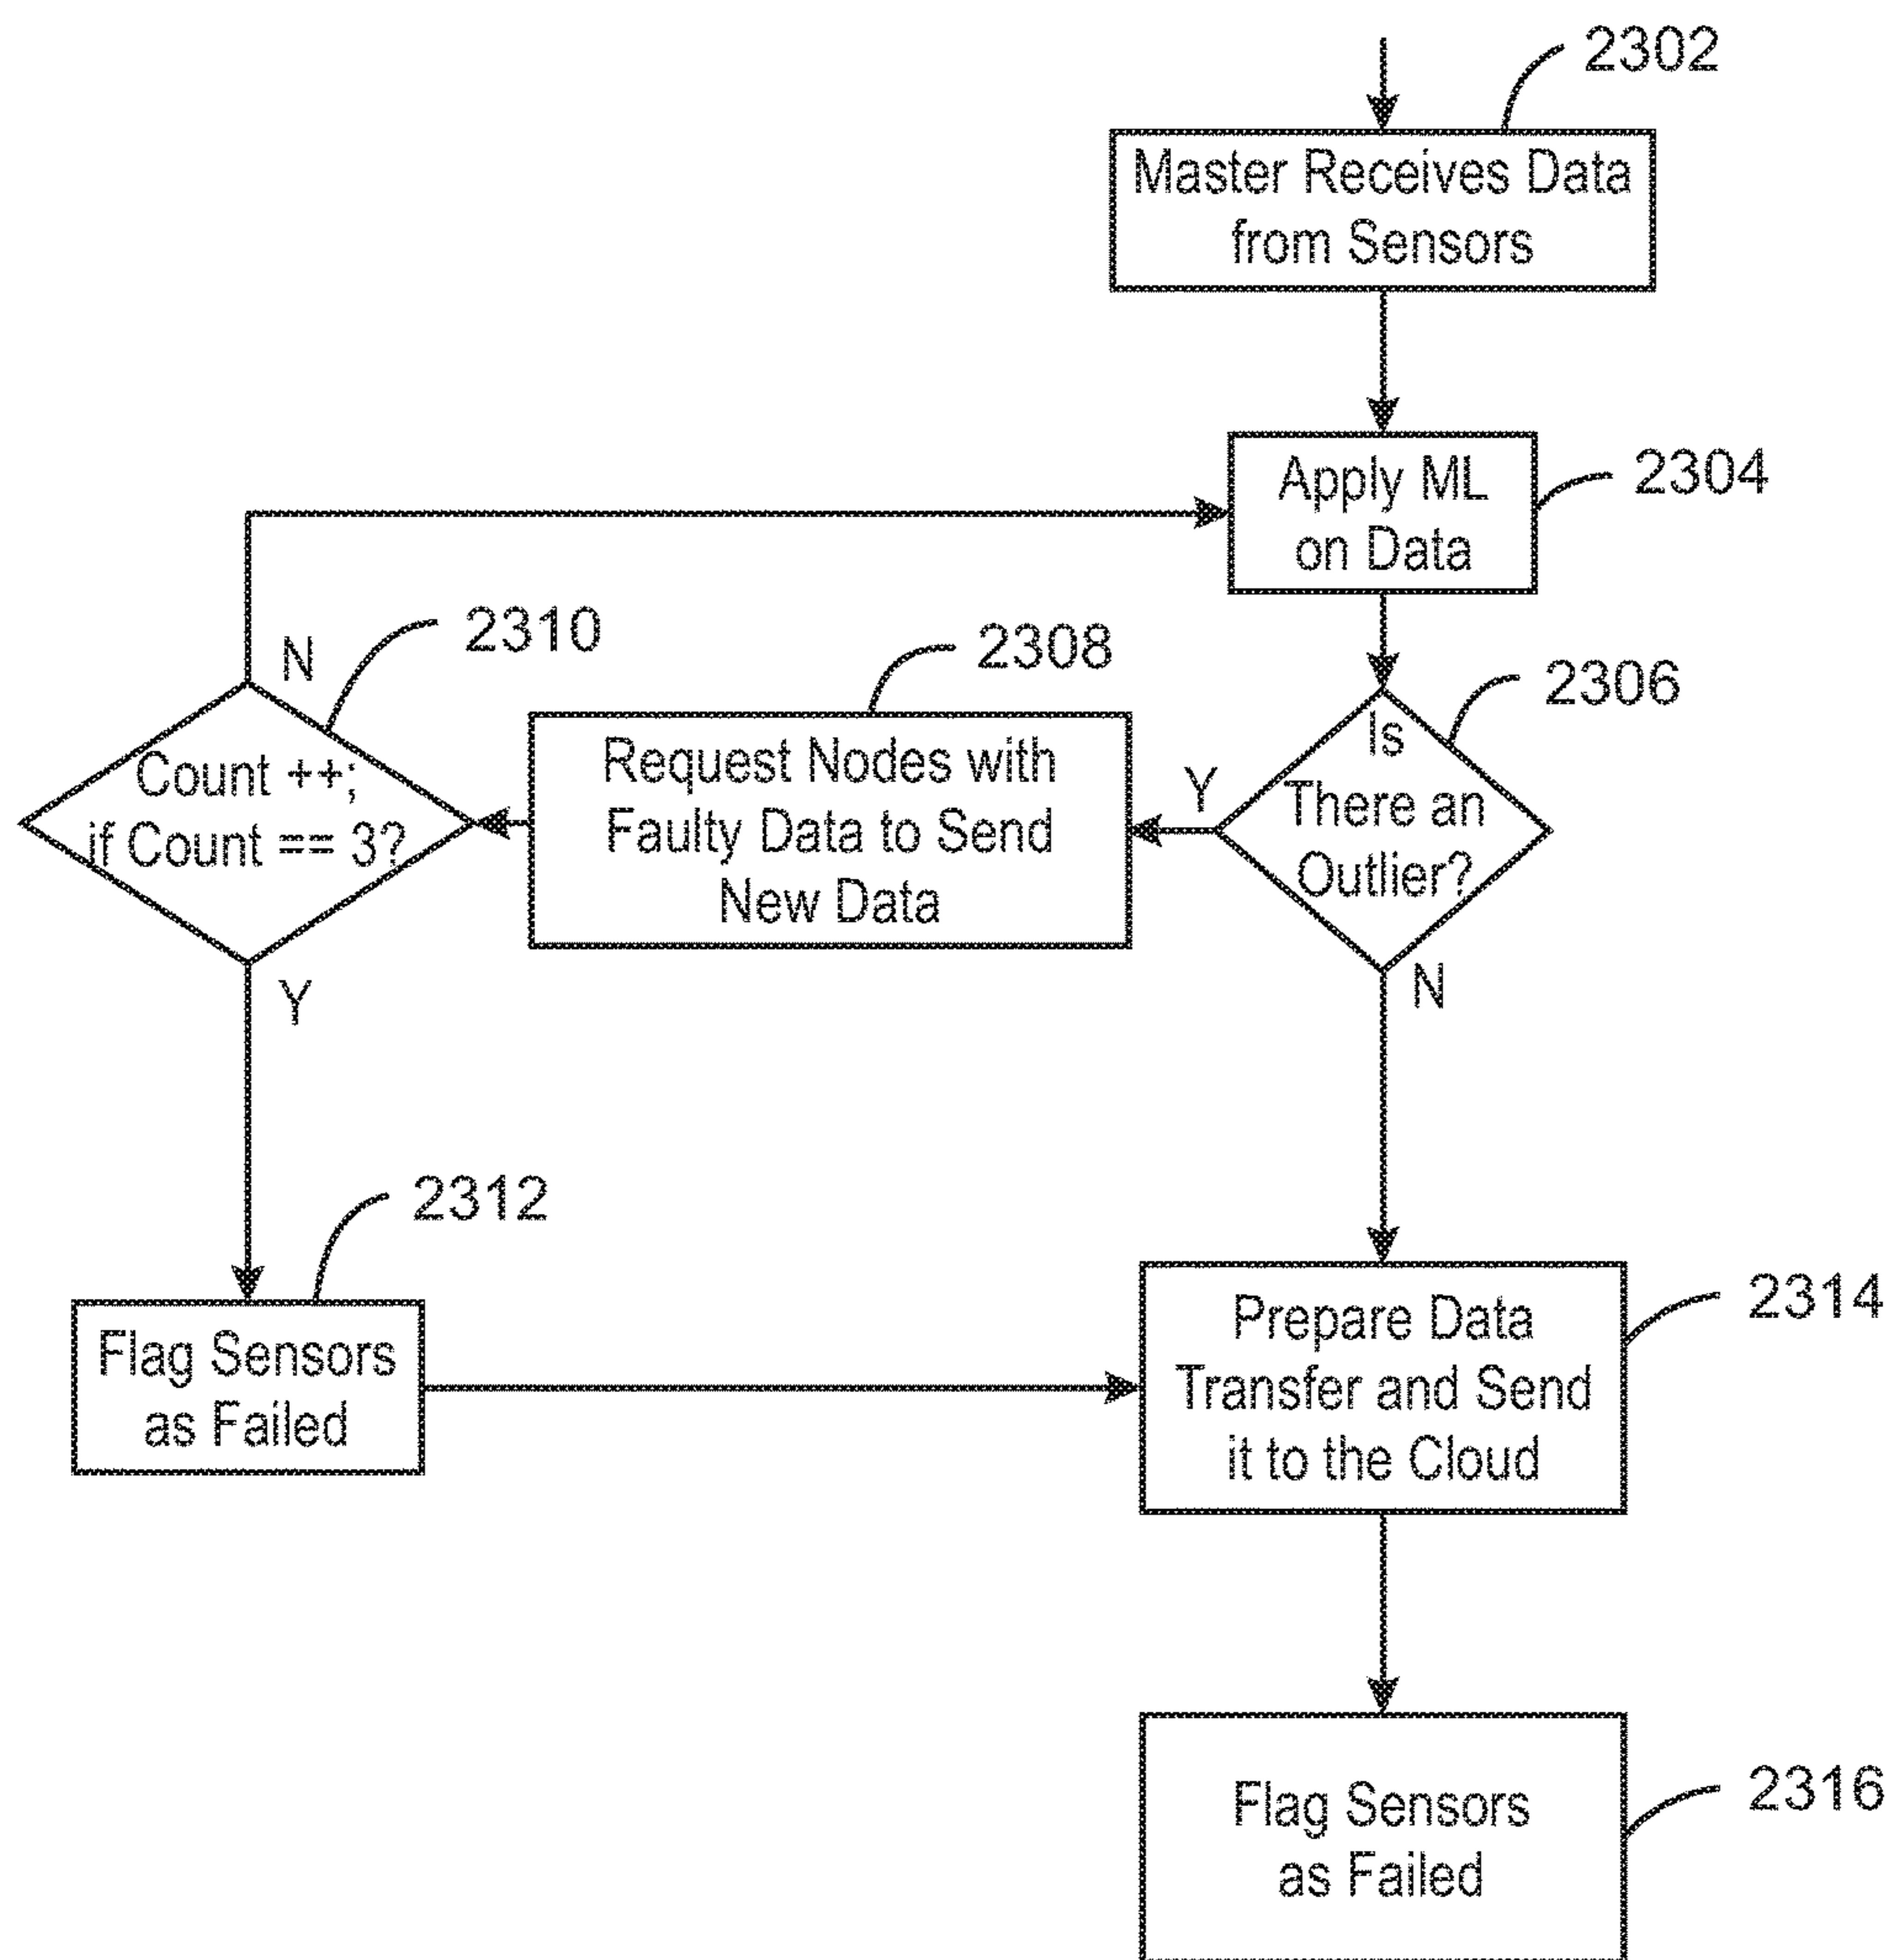 2302
Master Receives Data
from Sensors
Apply ML
on Data
2304
N
2310
2308
2306
Count ++;
if Count == 3?
Request Nodes with
Faulty Data to Send
New Data
Y
Is
There an
Outlier?
Y
N
2312
Flag Sensors
as Failed
Prepare Data
Transfer and Send
it to the Cloud
2314
Flag Sensors
as Failed
2316